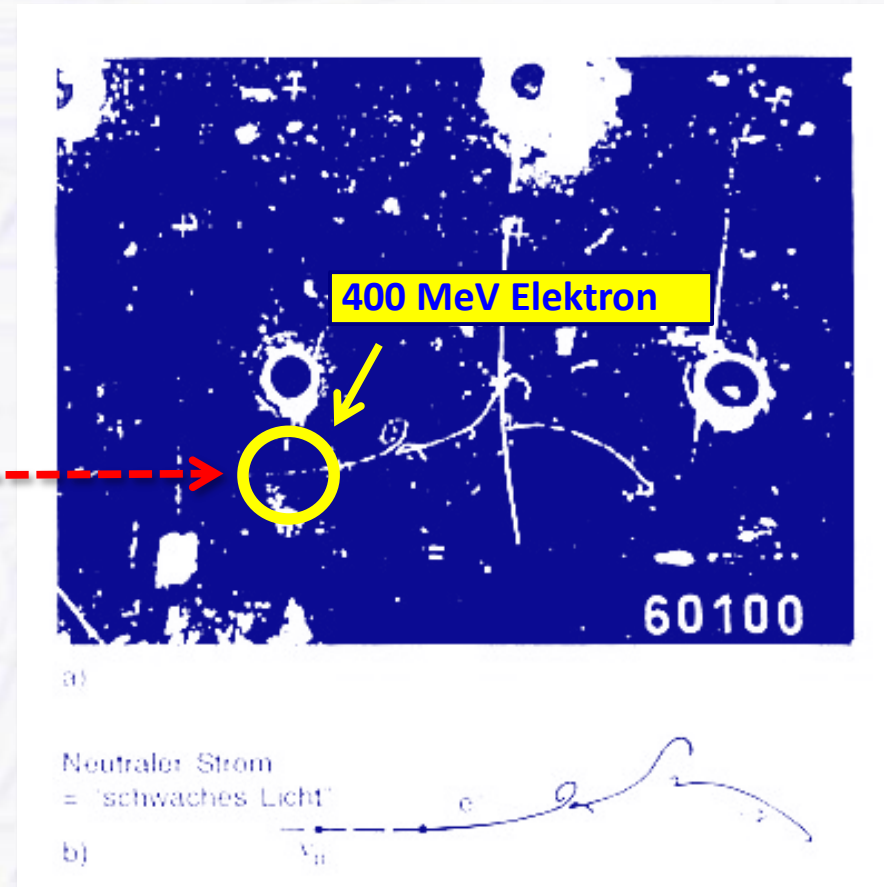 400 MeV Elektron
60100
a)
Neutraler Strom
= "schwaches Licht"
e
b)